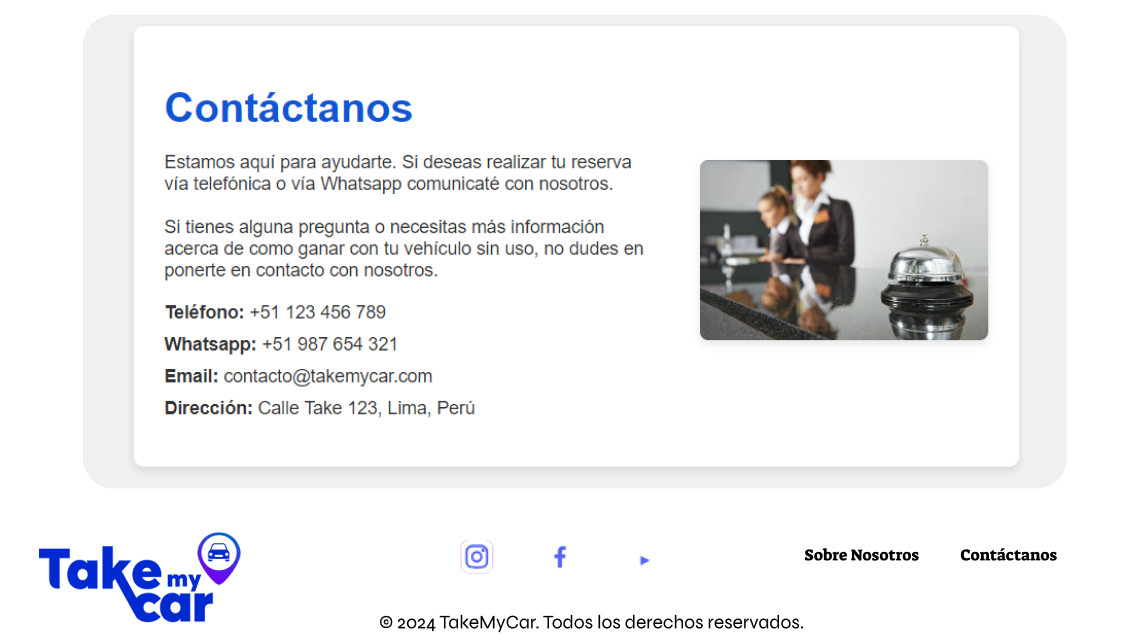 Contáctanos
Estamos aquí para ayudarte. Si deseas realizar tu reserva
vía telefónica o vía Whatsapp comunicaté con nosotros.
Si tienes alguna pregunta o necesitas más información
acerca de como ganar con tu vehículo sin uso, no dudes en
ponerte en contacto con nosotros.
Teléfono: +51 123 456 789
Whatsapp: +51 987 654 321
Email: contacto@takemycar.com
Dirección: Calle Take 123, Lima, Perú
Take my
car
Sobre Nosotros Contáctanos
© 2024 TakeMyCar. Todos los derechos reservados.